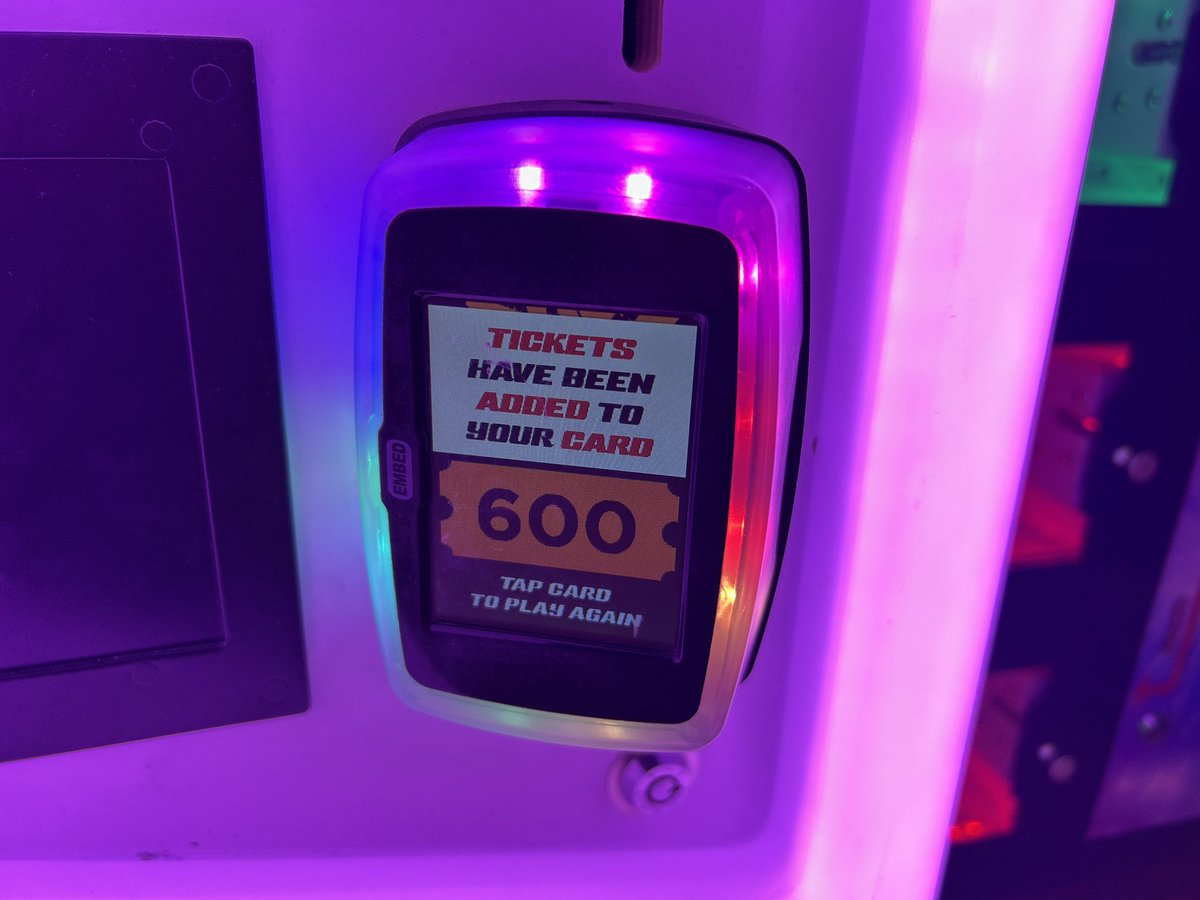 TICKETS
HAVE BEEN
ADDED TO
YOUR CARD
EMBED
600
TAP CARD
TO PLAY AGAIN